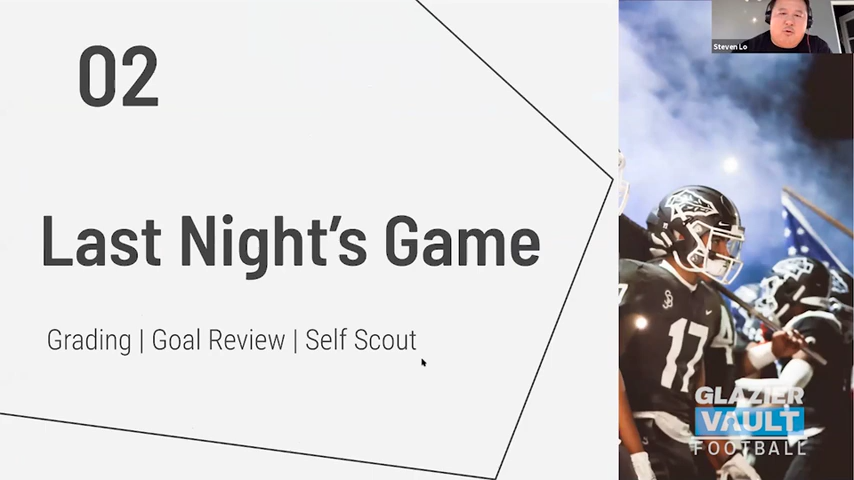 02
Last Night's Game
Grading | Goal Review | Self Scout
Steven Lo
17
GLAZIER
VAULT
FOOTBALL